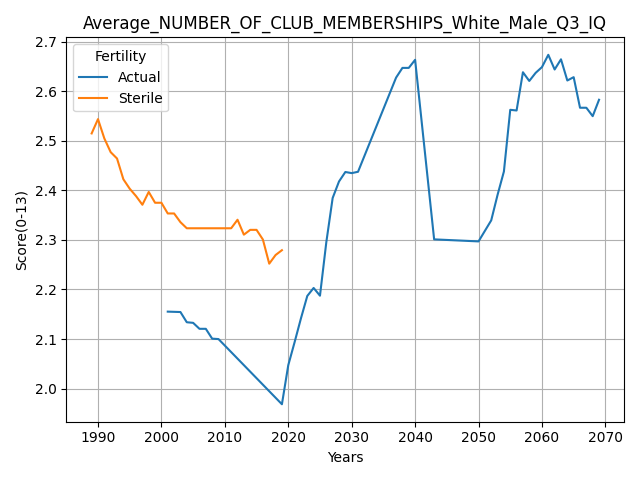 Average_NUMBER_OF_CLUB_MEMBERSHIPS_White_Male_Q3_IQ
Fertility
Actual
Sterile
2.7
2.6
2.5
2.4
2.3
2.2
2.1
2.0
Score(0-13)
1990 2000 2010 2020 2030 2040 2050 2060 2070
Years